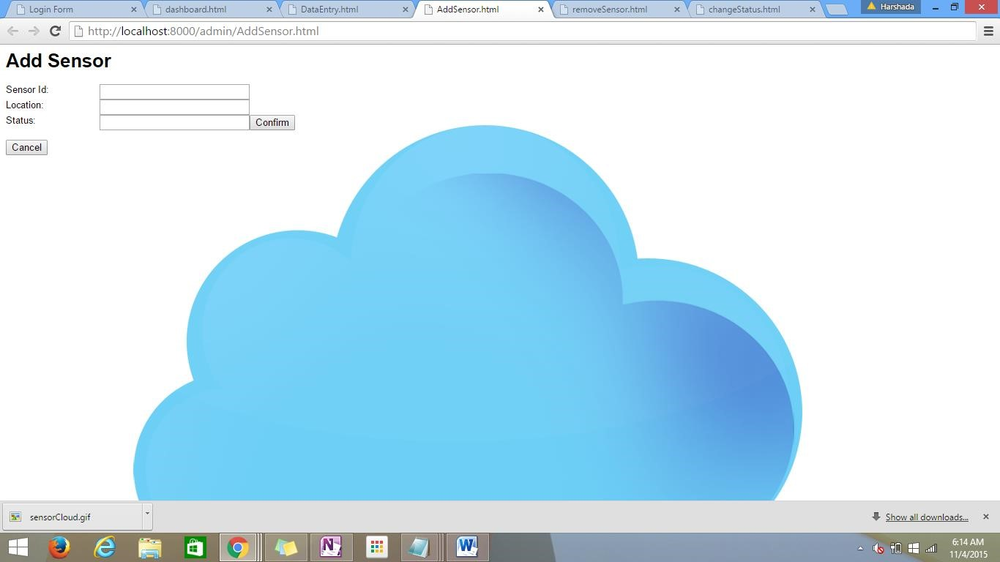 Login Form
dashboard.html
DataEntry.html
AddSensor.html
removeSensor.html
changeStatus.html
Harshada
http://localhost:8000/admin/AddSensor.html
Add Sensor
Sensor Id:
Location:
Status:
Confirm
Cancel
sensorCloud.gif
Show all downloads...
6:14 AM
11/4/2015